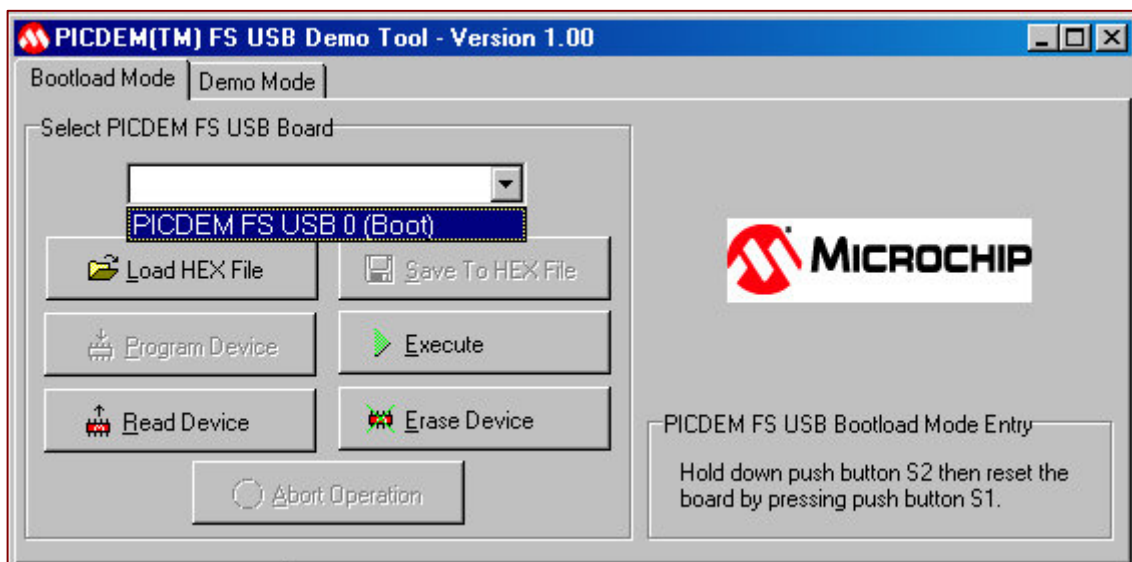 PICDEM(TM) FS USB Demo Tool - Version 1.00
Bootload Mode
Demo Mode
Select PICDEM FS USB Board
PICDEM FS USB 0 (Boot)
Load HEX File
Save To HEX File
Program Device
Execute
Read Device
Erase Device
Abort Operation
MICROCHIP
PICDEM FS USB Bootload Mode Entry
Hold down push button S2 then reset the
board by pressing push button S1.